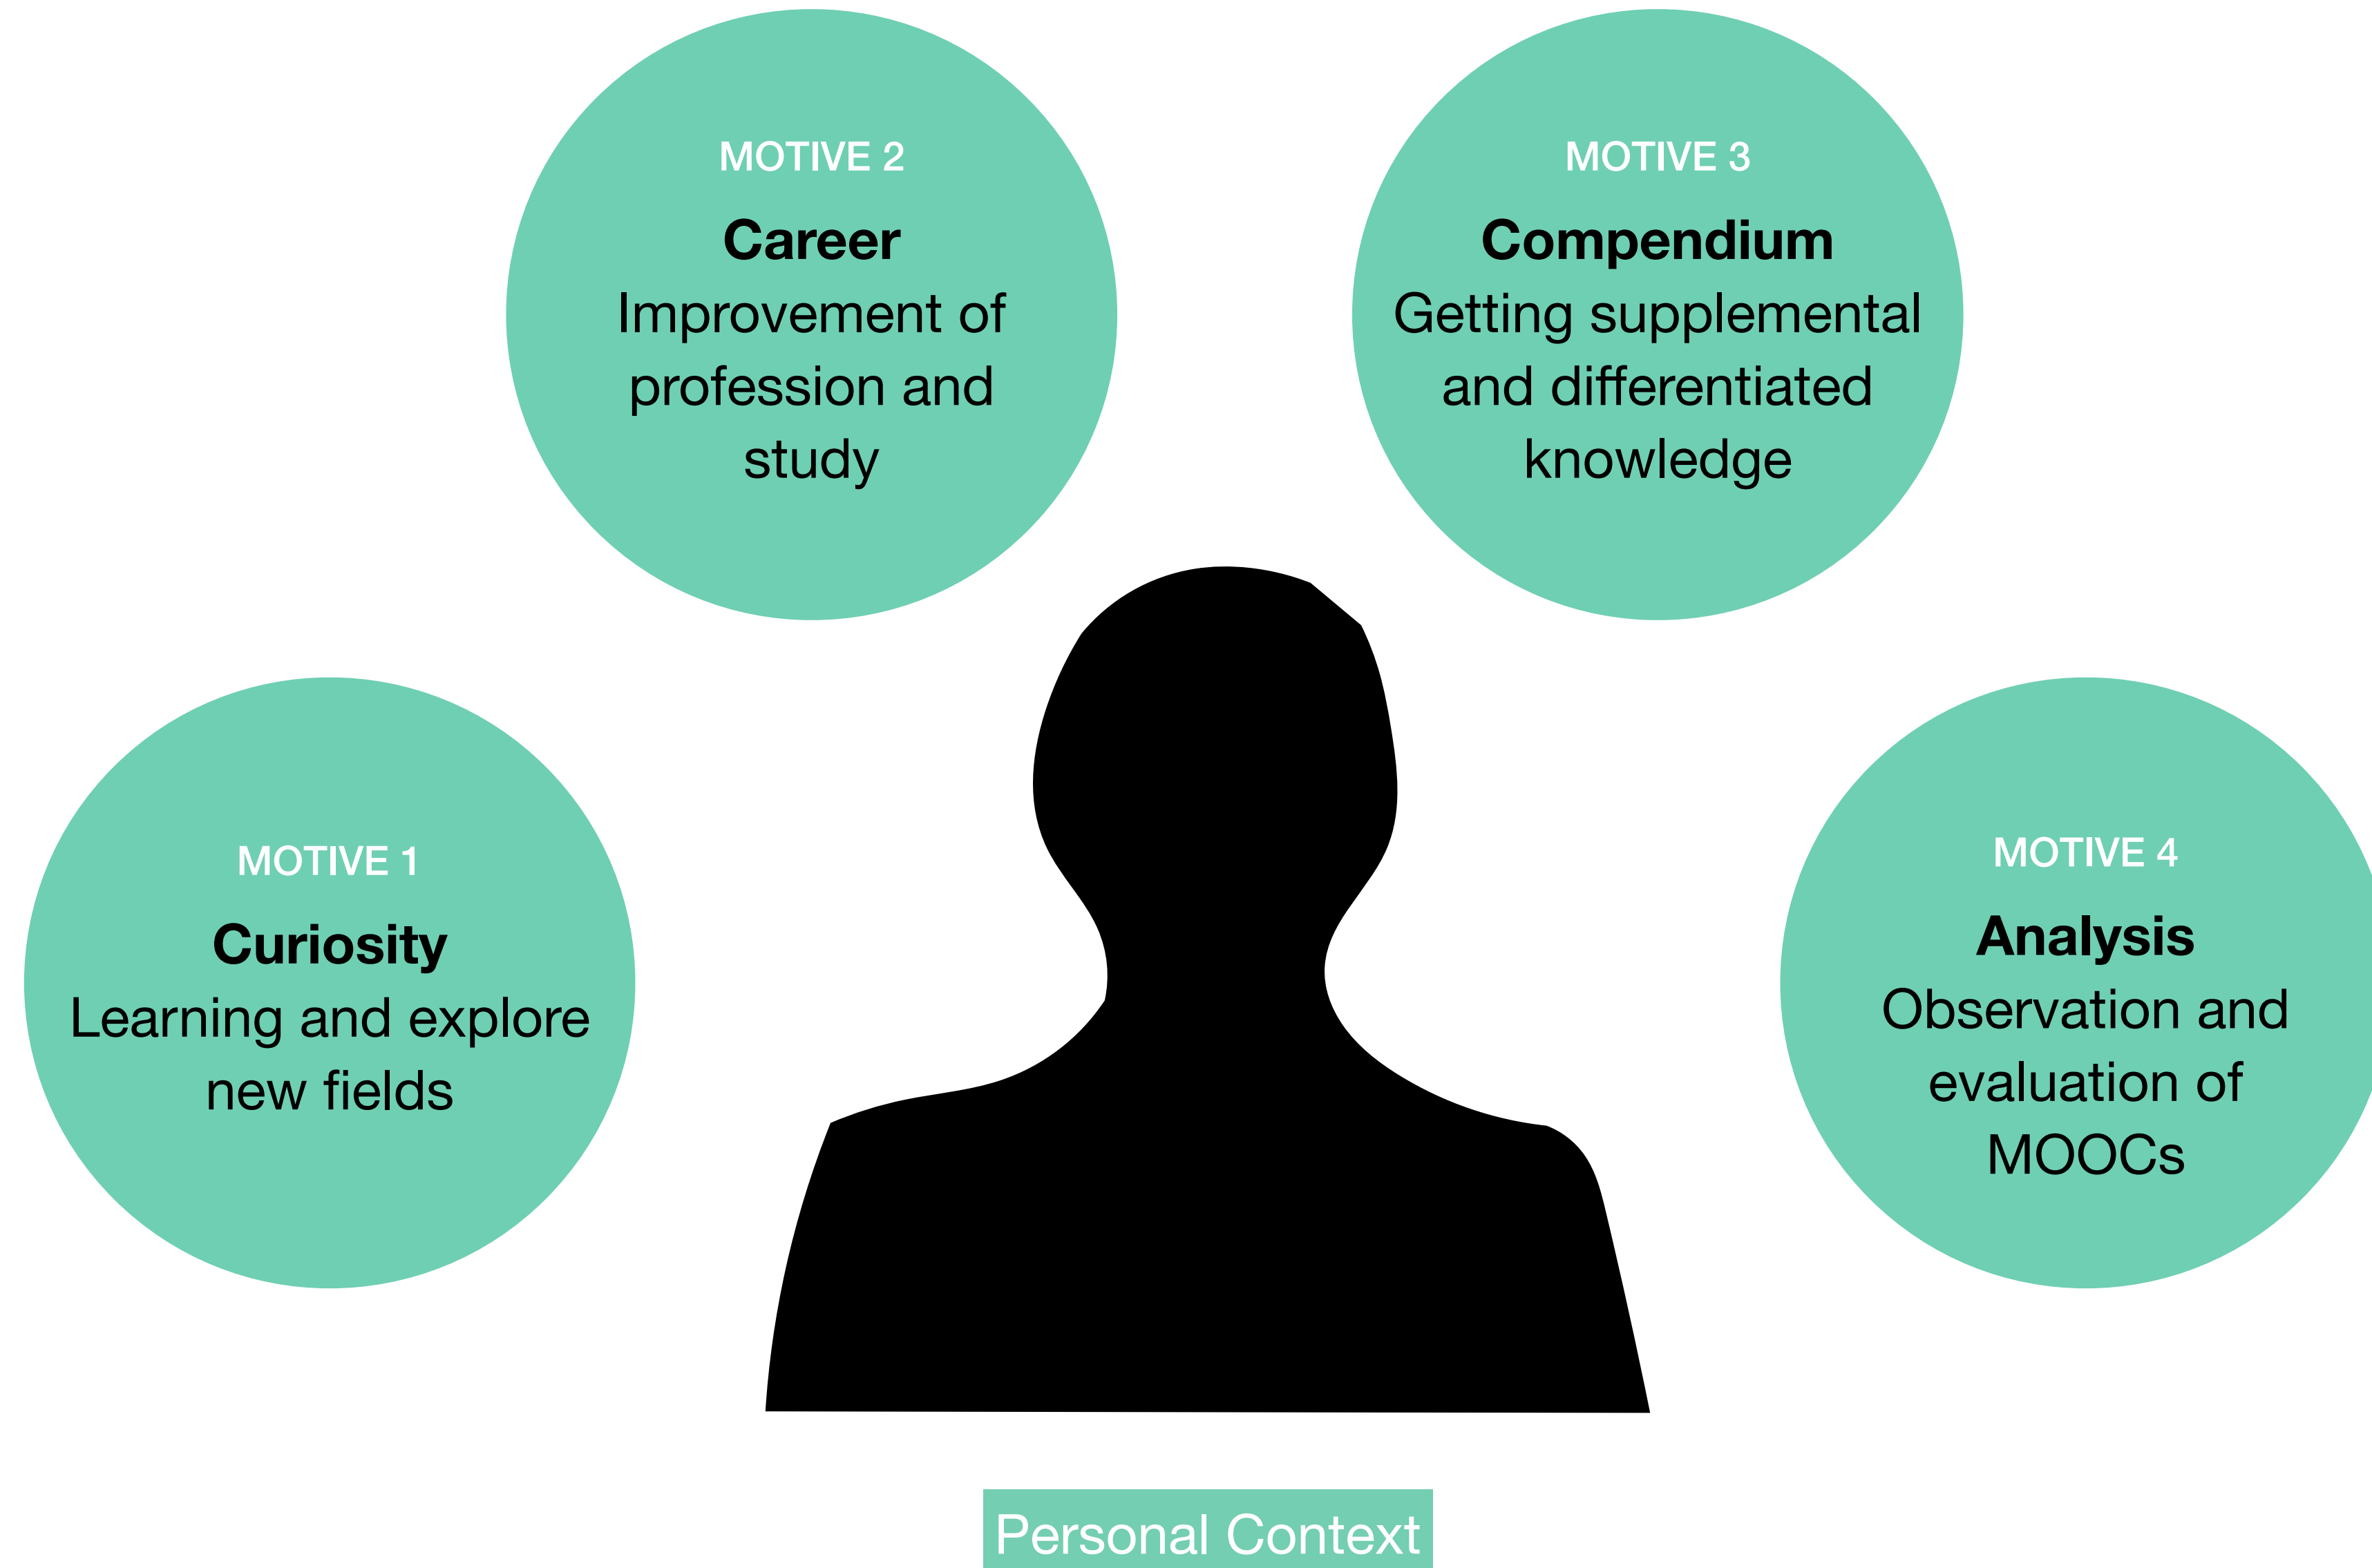 MOTIVE 1
Curiosity
Learning and explore
new fields
MOTIVE 2
Career
Improvement of
profession and
study
MOTIVE 3
Compendium
Getting supplemental
and differentiated
knowledge
MOTIVE 4
Analysis
Observation and
evaluation of
MOOCs
Personal Context